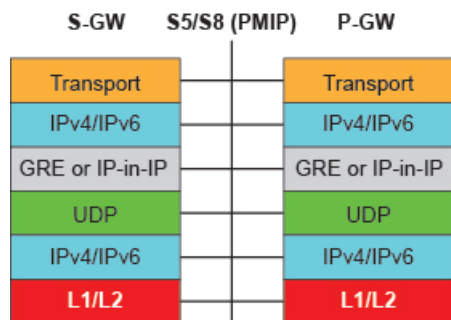 S-GW S5/S8 (PMIP) P-GW
Transport Transport
IPv4/IPv6 IPv4/IPv6
GRE or IP-in-IP GRE or IP-in-IP
UDP UDP
IPv4/IPv6 IPv4/IPv6
L1/L2 L1/L2